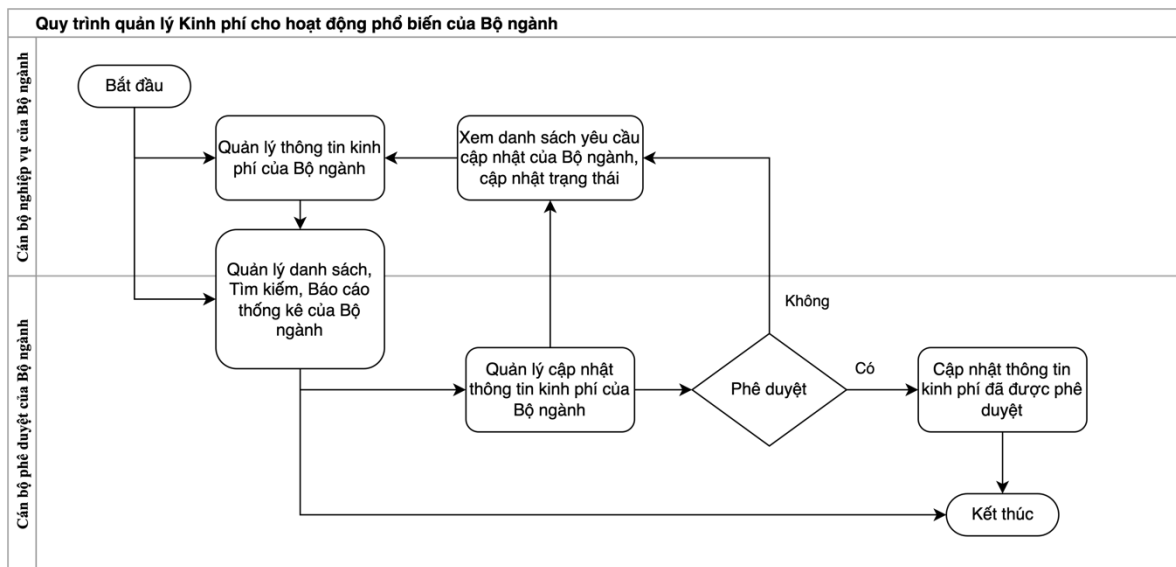 Quy trình quản lý Kinh phí cho hoạt động phổ biến của Bộ ngành
Cán bộ nghiệp vụ của Bộ ngành
Bắt đầu
Quản lý thông tin kinh
phí của Bộ ngành
Xem danh sách yêu cầu
cập nhật của Bộ ngành,
cập nhật trạng thái
Quản lý danh sách,
Tìm kiếm, Báo cáo
thống kê của Bộ
ngành
Cán bộ phê duyệt của Bộ ngành
Quản lý cập nhật
thông tin kinh phí của
Bộ ngành
Không
Phê duyệt
Có
Cập nhật thông tin
kinh phí đã được phê
duyệt
Kết thúc